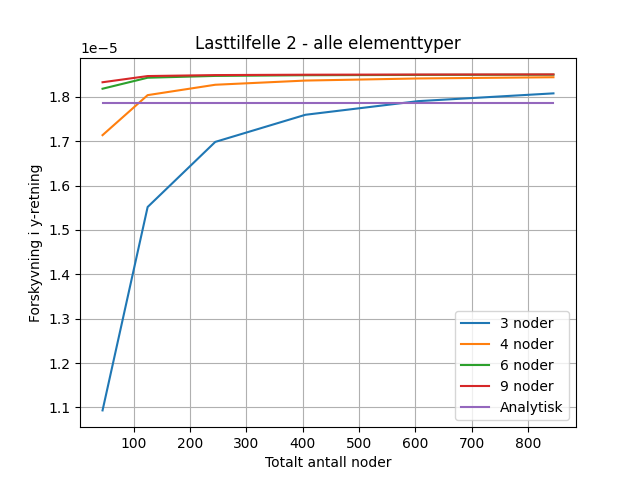 Lasttilfelle 2 - alle elementtyper
1e−5
1.8
1.7
1.6
1.5
1.4
1.3
1.2
1.1
Forskyvning i y-retning
3 noder
4 noder
6 noder
9 noder
Analytisk
100 200 300 400 500 600 700 800
Totalt antall noder